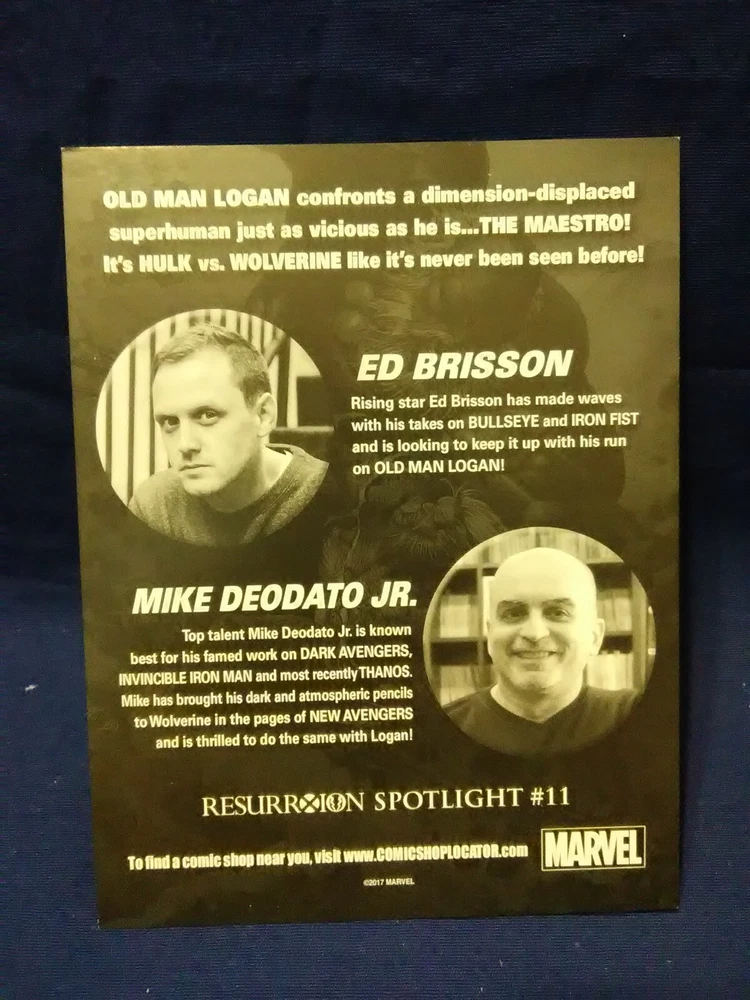 OLD MAN LOGAN confronts a dimension-displaced
superhuman just as vicious as he is...THE MAESTRO!
It's HULK vs. WOLVERINE like it's never been seen before!
ED BRISSON
Rising star Ed Brisson has made waves
with his takes on BULLSEYE and IRON FIST
and is looking to keep it up with his run
on OLD MAN LOGAN!
MIKE DEODATO JR.
Top talent Mike Deodato Jr. is known
best for his famed work on DARK AVENGERS,
INVINCIBLE IRON MAN and most recently THANOS.
Mike has brought his dark and atmospheric pencils
to Wolverine in the pages of NEW AVENGERS
and is thrilled to do the same with Logan!
RESURRXION SPOTLIGHT #11
To find a comic shop near you, visit www.COMICSHOPLOCATOR.com
MARVEL
©2017 MARVEL